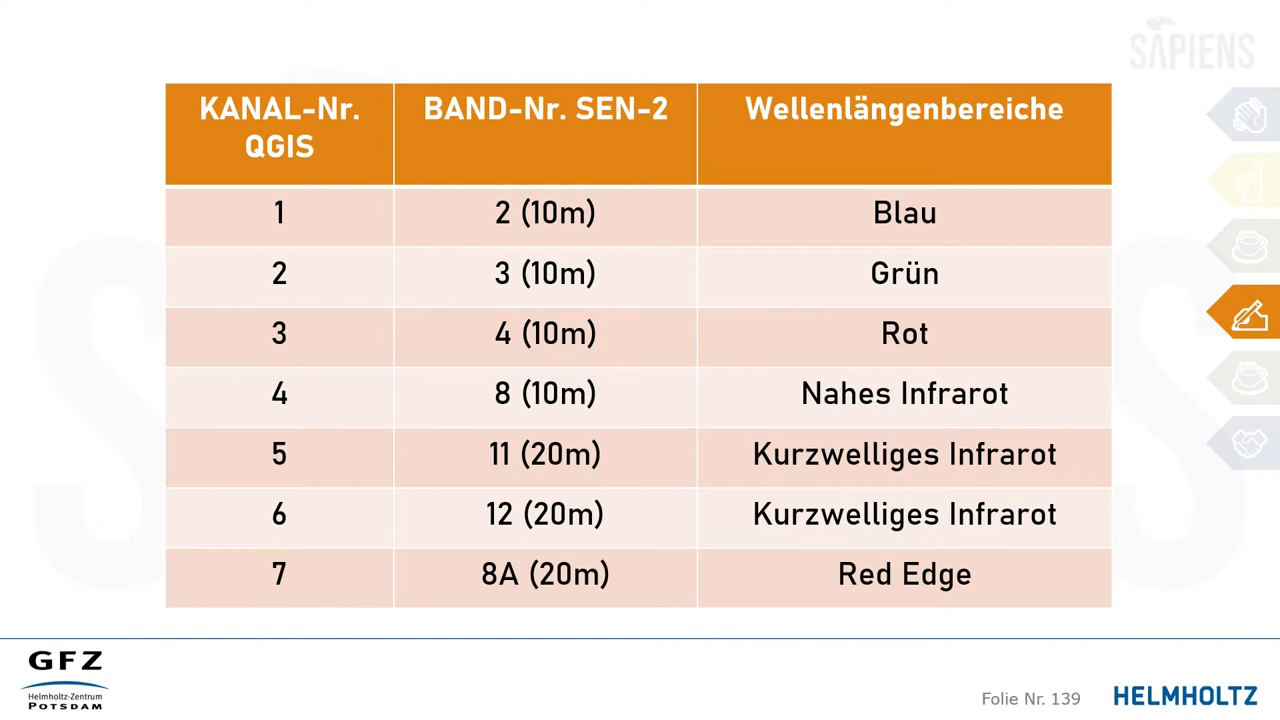 SAPIENS
KANAL-Nr. QGIS BAND-Nr. SEN-2 Wellenlängenbereiche
1 2 (10m) Blau
2 3 (10m) Grün
3 4 (10m) Rot
4 8 (10m) Nahes Infrarot
5 11 (20m) Kurzwelliges Infrarot
6 12 (20m) Kurzwelliges Infrarot
7 8A (20m) Red Edge
GFZ
Helmholtz-Zentrum
POTSDAM
Folie Nr. 139
HELMHOLTZ